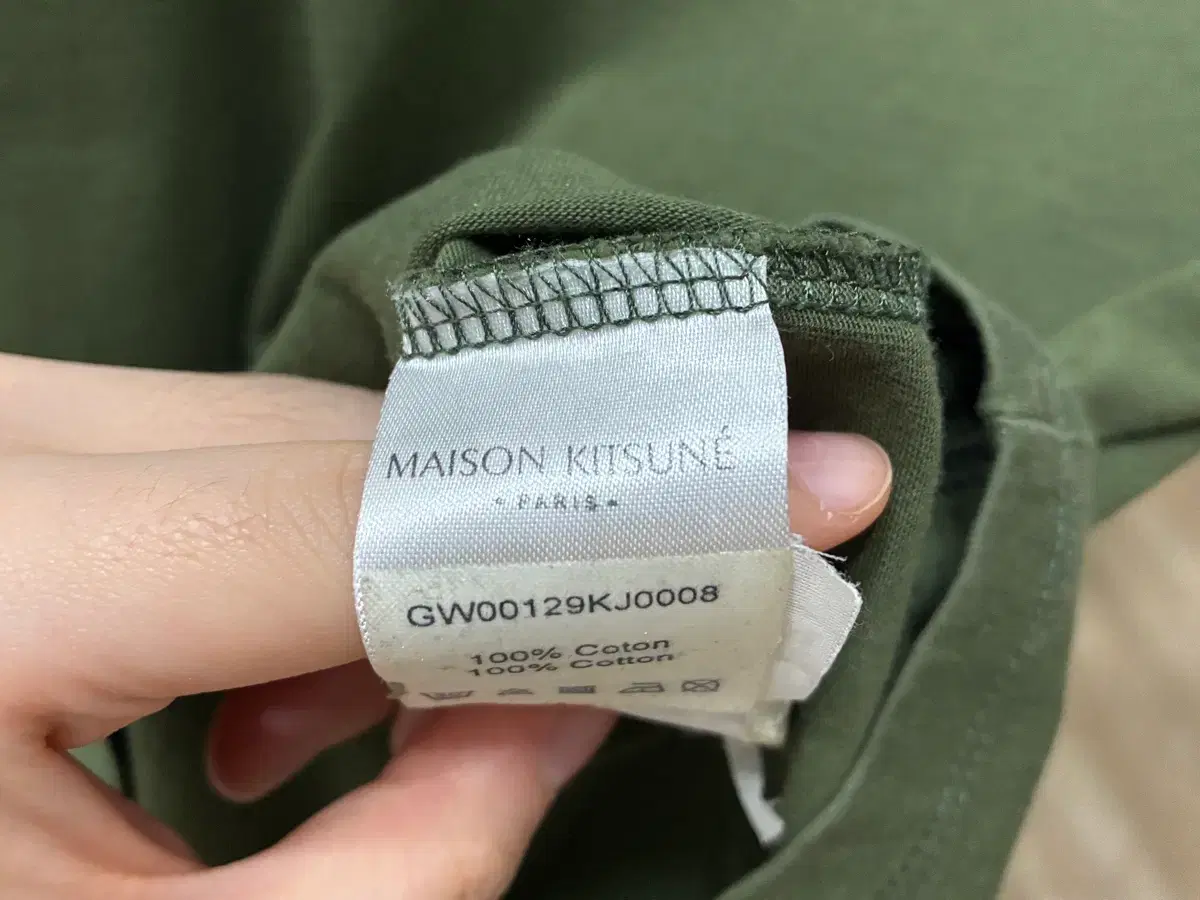 MAISON KITSUNÉ
PARIS
GW00129KJ0008
100% Coton
100% Cotton